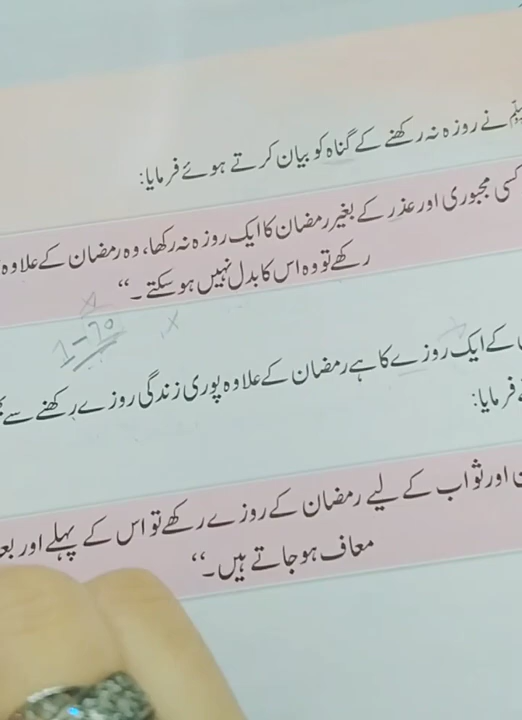 ﷺ نے روزہ نہ رکھنے کے گناہ کو بیان کرتے ہوئے فرمایا:
کسی مجبوری اور عذر کے بغیر رمضان کا ایک روزہ نہ رکھا، وہ رمضان کے علاوہ
رکھے تو وہ اس کا بدل نہیں ہو سکتے۔“
1-70
کے ایک روزے کا ہے رمضان کے علاوہ پوری زندگی روزے رکھنے سے
فرمایا:
اور ثواب کے لیے رمضان کے روزے رکھے تو اس کے پہلے اور بعد
معاف ہو جاتے ہیں۔“